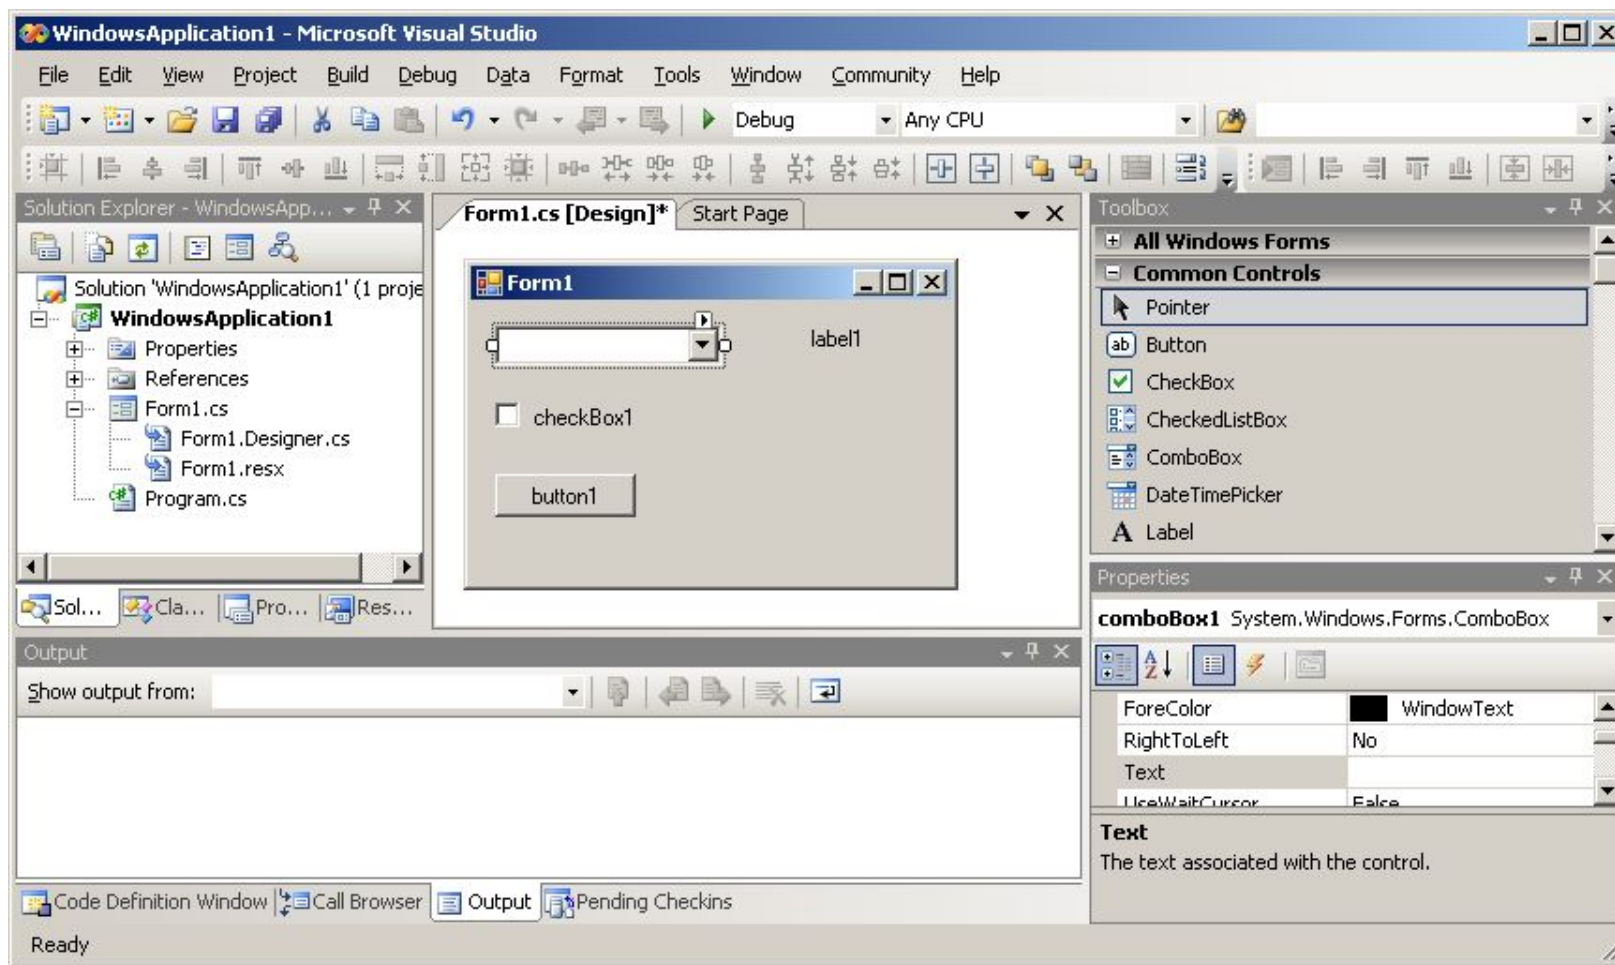 WindowsApplication1 - Microsoft Visual Studio
File Edit View Project Build Debug Data Format Tools Window Community Help
Debug Any CPU
Solution Explorer - WindowsApp...
Solution 'WindowsApplication1' (1 proje
WindowsApplication1
Properties
References
Form1.cs
Form1.Designer.cs
Form1.resx
Program.cs
Sol... Cla... Pro... Res...
Form1.cs [Design]* Start Page
Form1
label1
checkBox1
button1
Toolbox
All Windows Forms
Common Controls
Pointer
ab Button
CheckBox
CheckedListBox
ComboBox
DateTimePicker
A Label
Properties
comboBox1 System.Windows.Forms.ComboBox
ForeColor WindowText
RightToLeft No
Text
UseWaitCursor False
Text
The text associated with the control.
Output
Show output from:
Code Definition Window Call Browser Output Pending Checkins
Ready